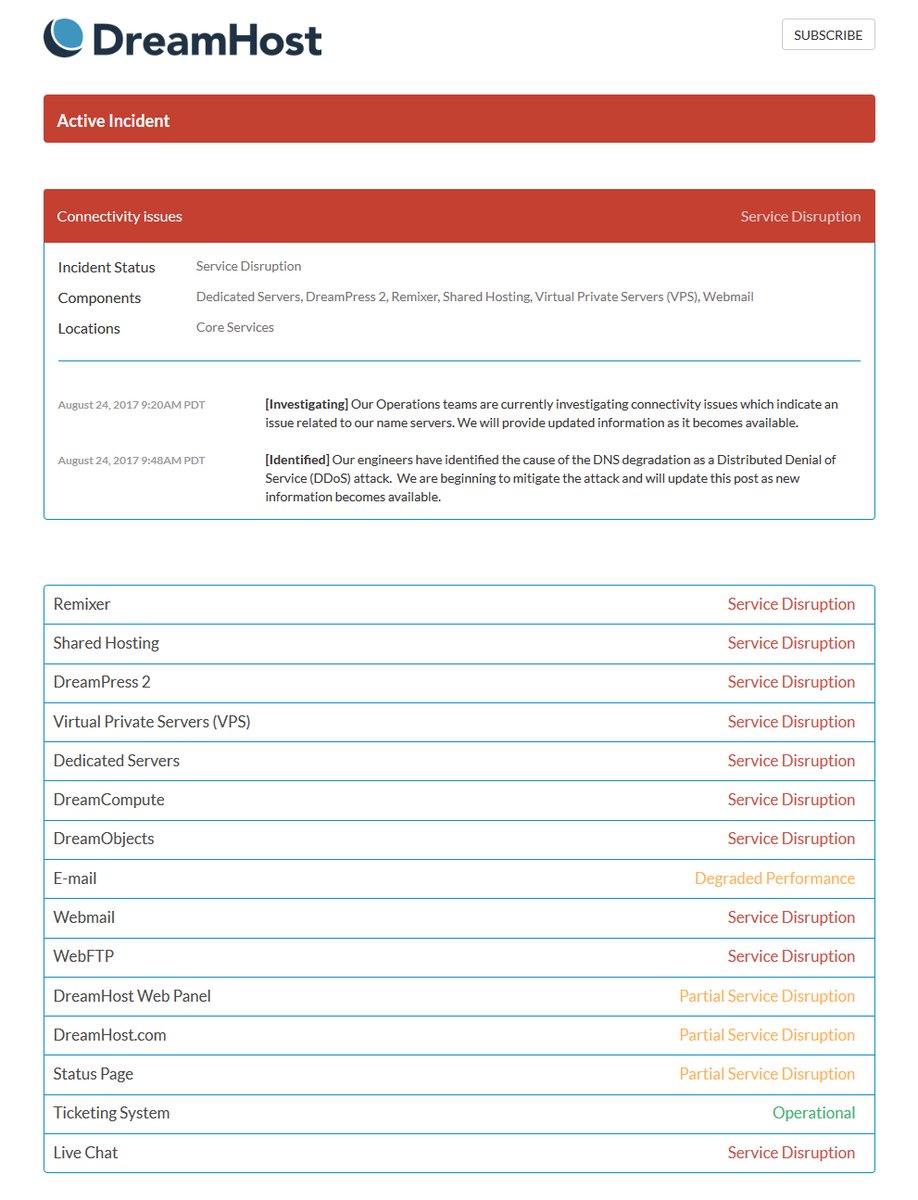 DreamHost
SUBSCRIBE
Active Incident
Connectivity issues
Service Disruption
Incident Status
Service Disruption
Components
Dedicated Servers, DreamPress 2, Remixer, Shared Hosting, Virtual Private Servers (VPS), Webmail
Locations
Core Services
August 24, 2017 9:20AM PDT
[Investigating] Our Operations teams are currently investigating connectivity issues which indicate an
issue related to our name servers. We will provide updated information as it becomes available.
August 24, 2017 9:48AM PDT
[Identified] Our engineers have identified the cause of the DNS degradation as a Distributed Denial of
Service (DDoS) attack.  We are beginning to mitigate the attack and will update this post as new
information becomes available.
Remixer
Service Disruption
Shared Hosting
Service Disruption
DreamPress 2
Service Disruption
Virtual Private Servers (VPS)
Service Disruption
Dedicated Servers
Service Disruption
DreamCompute
Service Disruption
DreamObjects
Service Disruption
E-mail
Degraded Performance
Webmail
Service Disruption
WebFTP
Service Disruption
DreamHost Web Panel
Partial Service Disruption
DreamHost.com
Partial Service Disruption
Status Page
Partial Service Disruption
Ticketing System
Operational
Live Chat
Service Disruption